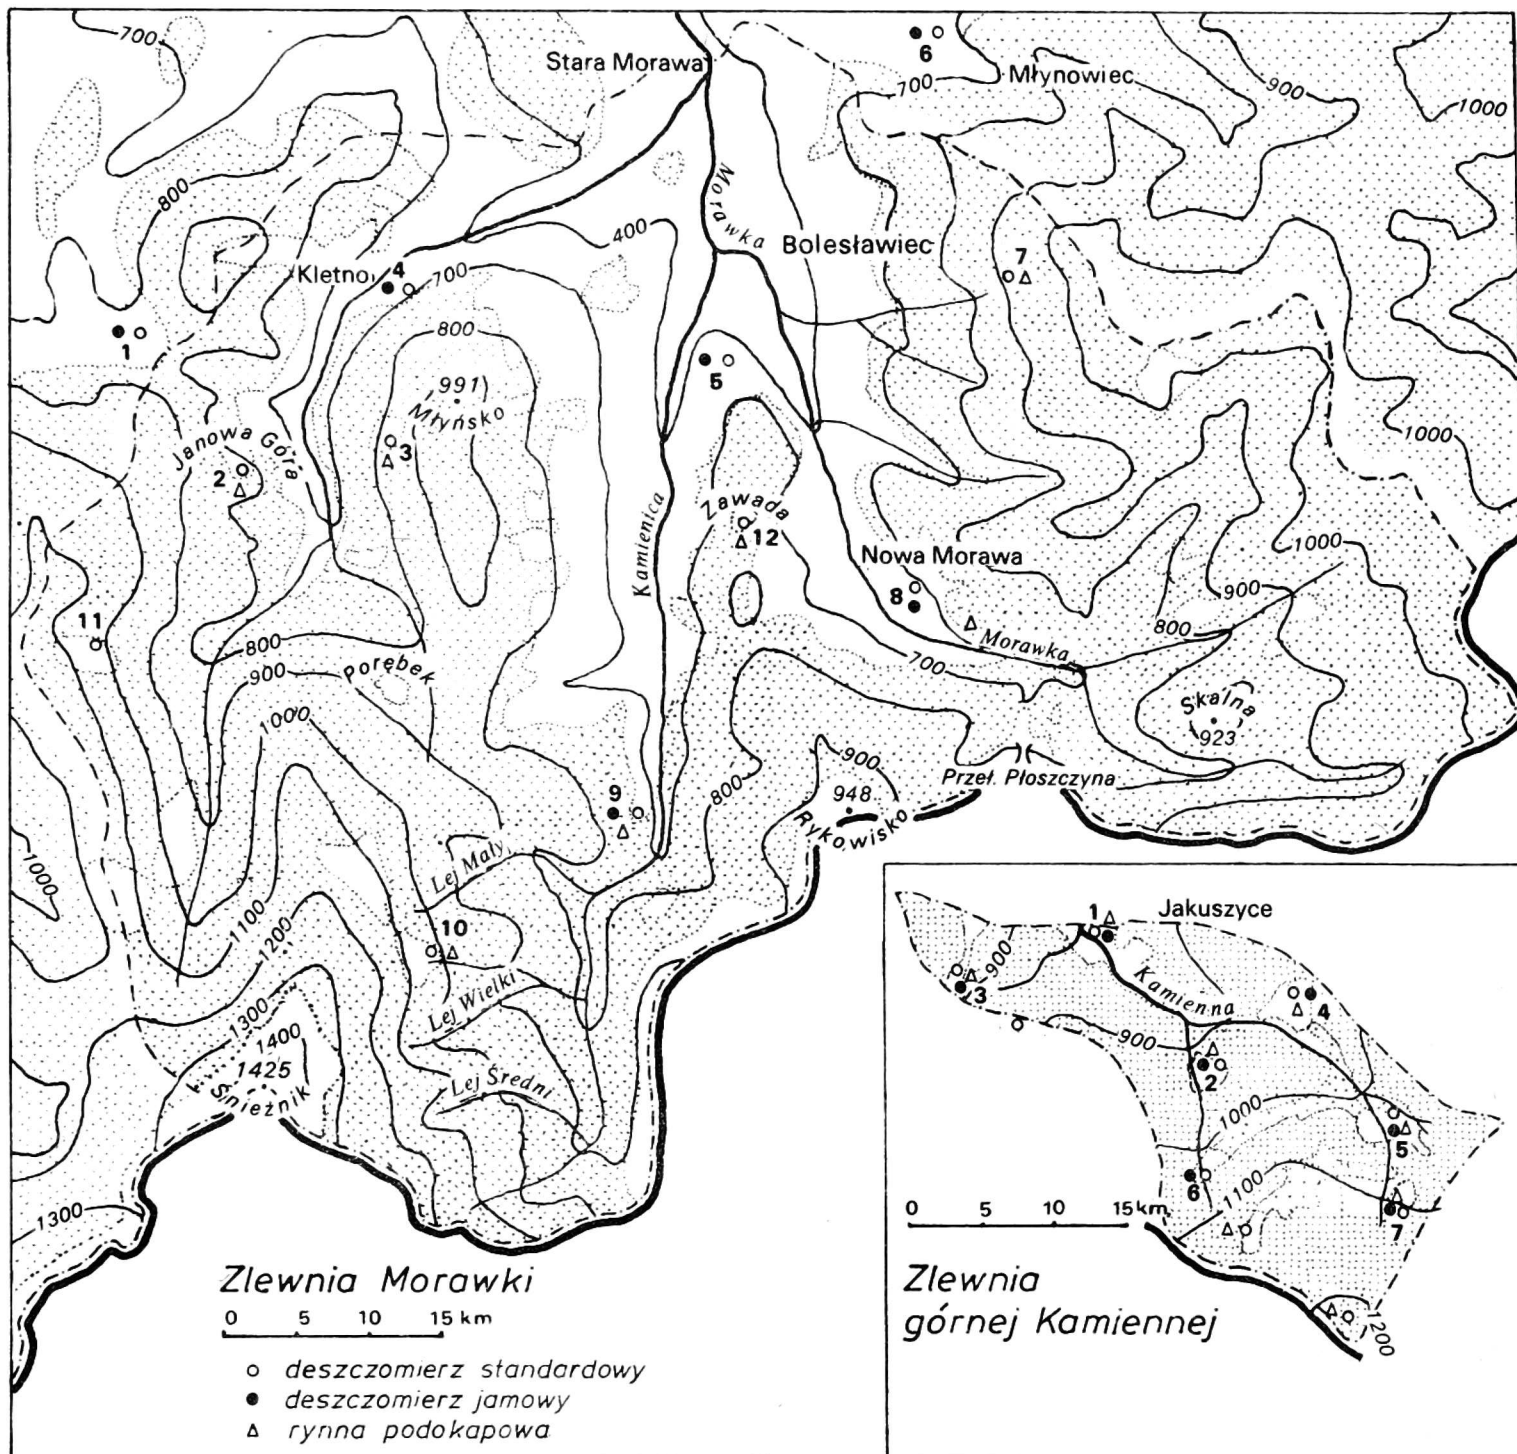 700
Stara Morawa
6
700
Młynowiec
900
1000
800
Morawka
400
Bolesławiec
7
Kletno
4
700
1
800
5
991
Młyńsko
1000
Janowa Góra
3
2
Kamienica
Zawada
12
1000
Nowa Morawa
8
900
11
800
Morawka
800
900
Porębek
700
1000
Skalna
923
900
Przeł. Płoszczyna
800
948
Rykowisko
9
1000
Lej Mały
1100
1200
10
Lej Wielki
1300
1400
1425
Śnieżnik
Lej Średni
1300
1
Jakuszyce
900
3
Kamienna
4
900
2
1000
5
6
1100
7
0 5 10 15 km
Zlewnia
górnej Kamiennej
1200
Zlewnia Morawki
0 5 10 15 km
deszczomierz standardowy
deszczomierz jamowy
rynna podokapowa